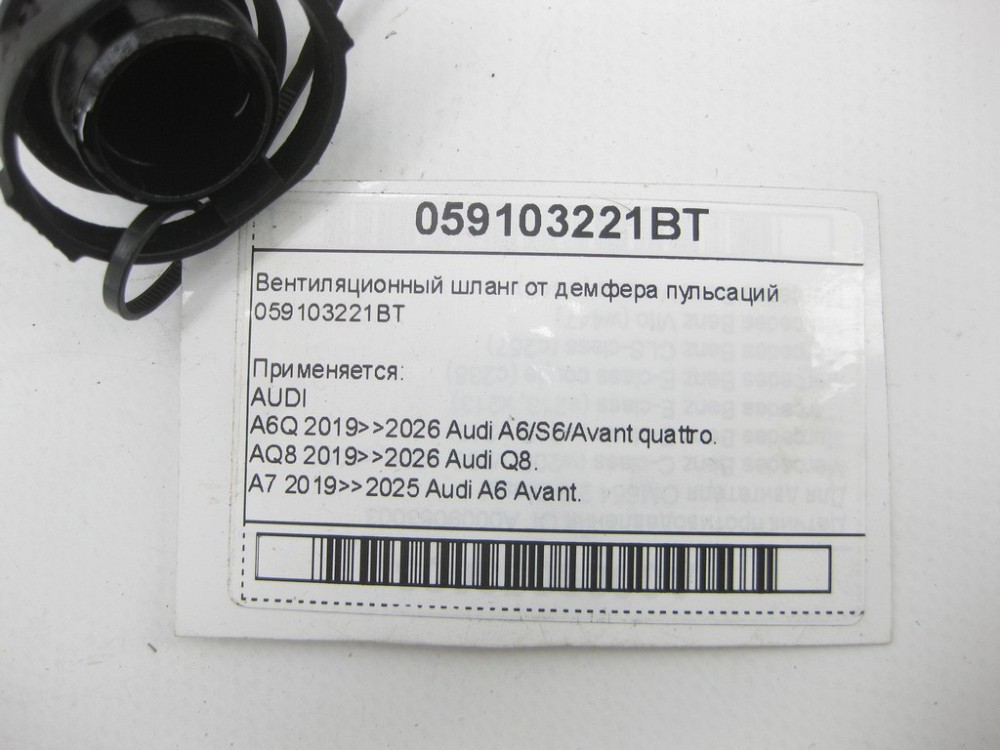 059103221BT
Вентиляционный шланг от демфера пульсаций
059103221BT
Применяется:
AUDI
A6Q 2019>>2026 Audi A6/S6/Avant quattro.
AQ8 2019>>2026 Audi Q8.
A7 2019>>2025 Audi A6 Avant.